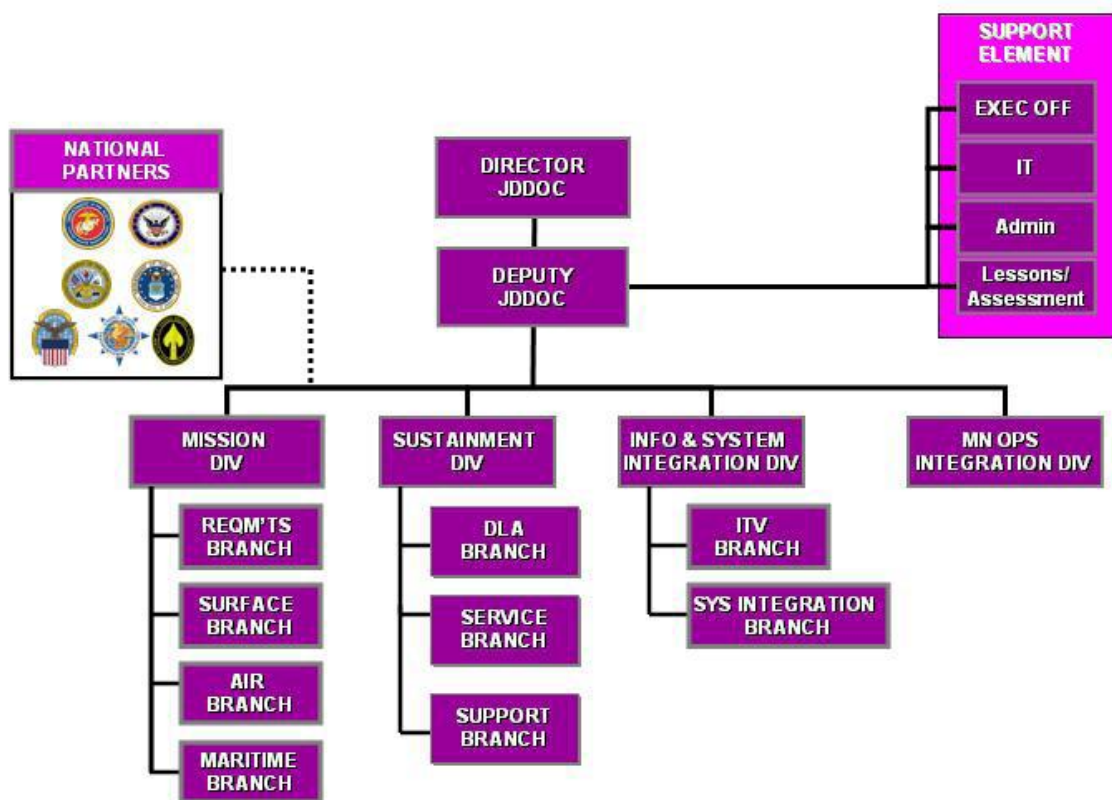 SUPPORT
ELEMENT
EXEC OFF
IT
Admin
Lessons/
Assessment
NATIONAL
PARTNERS
DIRECTOR
JDDOC
DEPUTY
JDDOC
MISSION
DIV
REQM'TS
BRANCH
SURFACE
BRANCH
AIR
BRANCH
MARITIME
BRANCH
SUSTAINMENT
DIV
DLA
BRANCH
SERVICE
BRANCH
SUPPORT
BRANCH
INFO & SYSTEM
INTEGRATION DIV
ITV
BRANCH
SYS INTEGRATION
BRANCH
MN OPS
INTEGRATION DIV